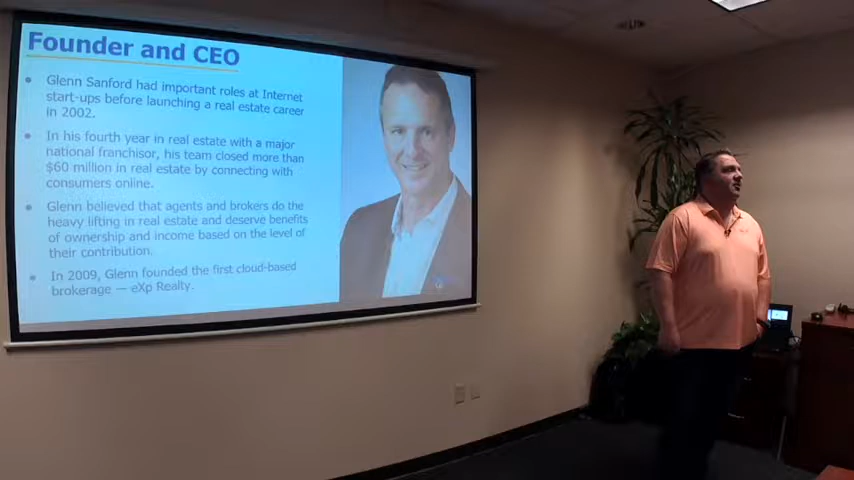 Founder and CEO
• Glenn Sanford had important roles at Internet
start-ups before launching a real estate career
in 2002.
• In his fourth year in real estate with a major
national franchisor, his team closed more than
$60 million in real estate by connecting with
consumers online.
• Glenn believed that agents and brokers do the
heavy lifting in real estate and deserve benefits
of ownership and income based on the level of
their contribution.
• In 2009, Glenn founded the first cloud-based
brokerage — eXp Realty.